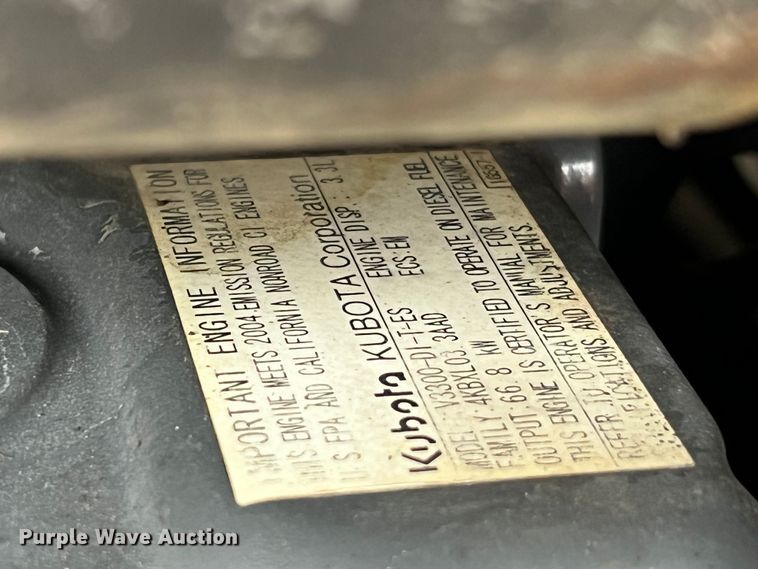 IMPORTANT ENGINE INFORMATION
THIS ENGINE MEETS 2004 EMISSION REGULATIONS FOR
U.S. EPA AND CALIFORNIA NONROAD CI ENGINES.
Kubota KUBOTA Corporation
MODEL V3300-DI-T-ES ENGINE DISP.: 3.3L
FAMILY 4KBXL03.3AAD ECS:EM
OUTPUT 66.8 KW
THIS ENGINE IS CERTIFIED TO OPERATE ON DIESEL FUEL
REFER TO OPERATOR'S MANUAL FOR MAINTENANCE
AND ADJUSTMENTS.
Purple Wave Auction